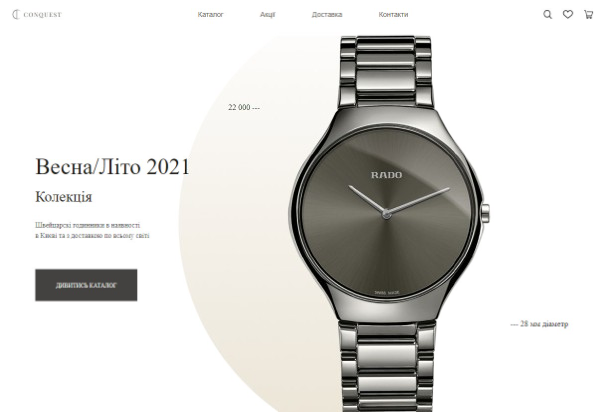 CONQUEST
Каталог
Акції
Доставка
Контакти
22 000 ---
Весна/Літо 2021
Колекція
Швейцарські годинники в наявності
в Києві та з доставкою по всьому світі
ДИВИТИСЬ КАТАЛОГ
RADO
SWISS MADE
--- 28 мм діаметр